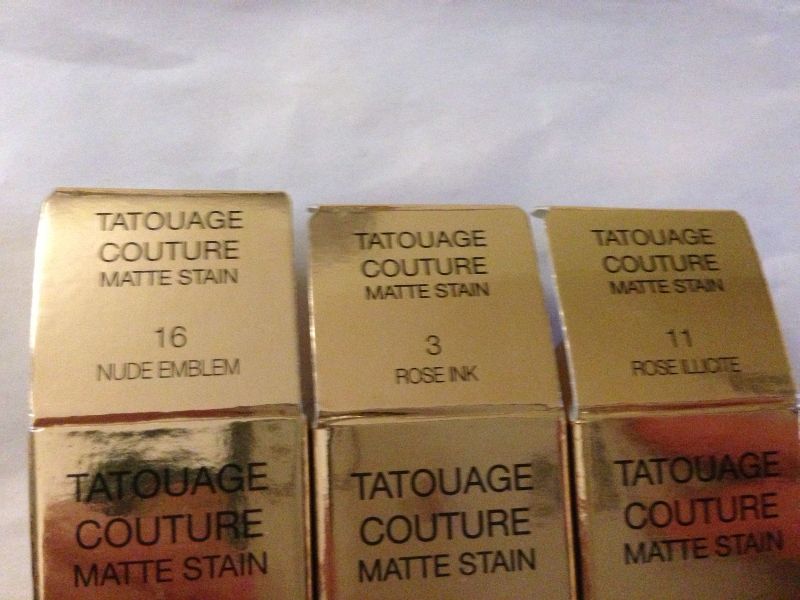 TATOUAGE
COUTURE
MATTE STAIN
16
NUDE EMBLEM
TATOUAGE
COUTURE
MATTE STAIN
TATOUAGE
COUTURE
MATTE STAIN
3
ROSE INK
TATOUAGE
COUTURE
MATTE STAIN
TATOUAGE
COUTURE
MATTE STAIN
11
ROSE ILLICITE
TATOUAGE
COUTURE
MATTE STAIN